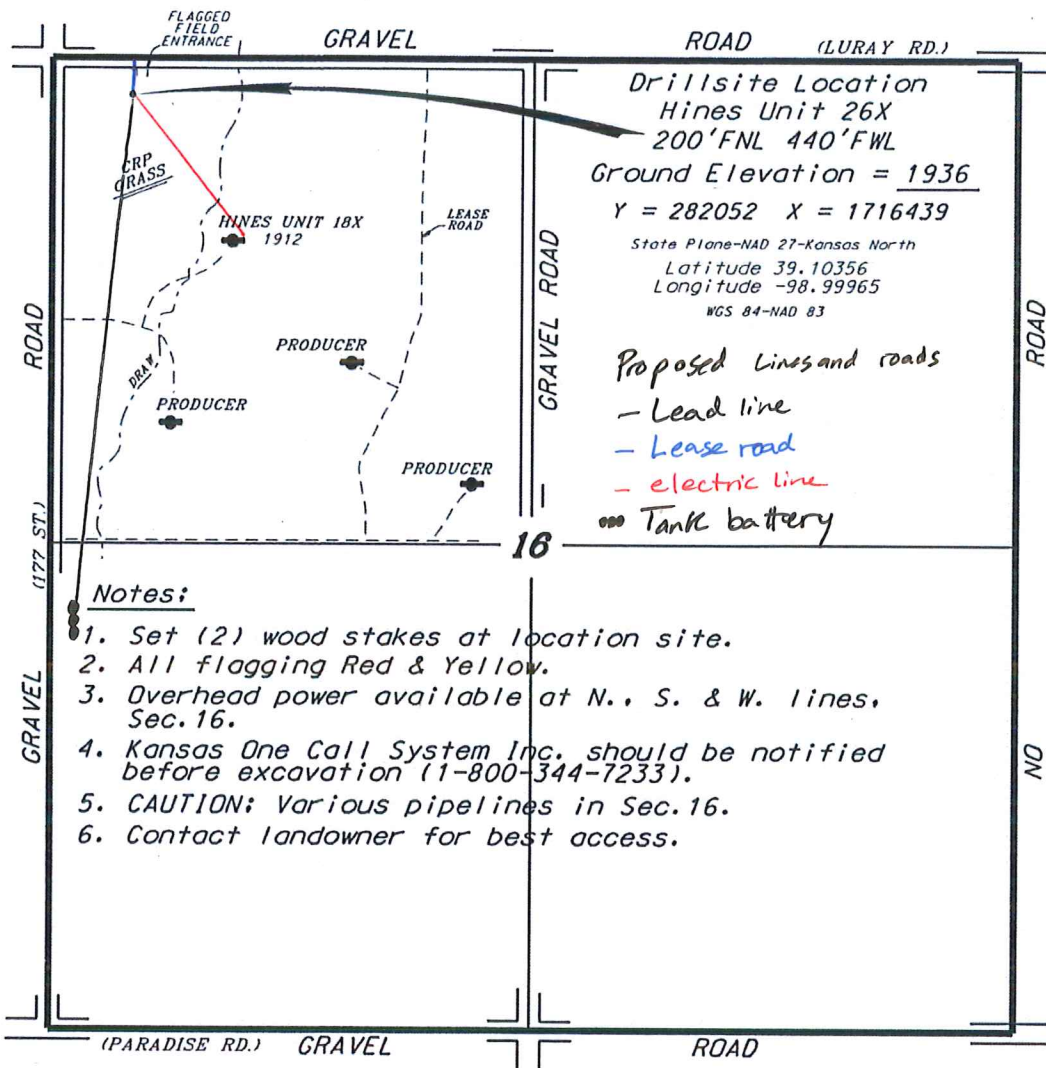 FLAGGED
FIELD
ENTRANCE
GRAVEL
ROAD
(LURAY RD.)
Drillsite Location
Hines Unit 26X
200'FNL 440'FWL
Ground Elevation = 1936
Y = 282052 X = 1716439
State Plane-NAD 27-Kansas North
Latitude 39.10356
Longitude -98.99965
WGS 84-NAD 83
CRP
GRASS
HINES UNIT 18X
1912
LEASE
ROAD
GRAVEL ROAD
ROAD
ROAD
PRODUCER
DRAW
PRODUCER
PRODUCER
Proposed Lines and roads
- Lead line
- Lease road
- electric line
Tank battery
16
(177 ST.)
GRAVEL
NO
Notes:
1. Set (2) wood stakes at location site.
2. All flagging Red & Yellow.
3. Overhead power available at N., S. & W. lines,
Sec. 16.
4. Kansas One Call System Inc. should be notified
before excavation (1-800-344-7233).
5. CAUTION: Various pipelines in Sec. 16.
6. Contact landowner for best access.
(PARADISE RD.) GRAVEL
ROAD